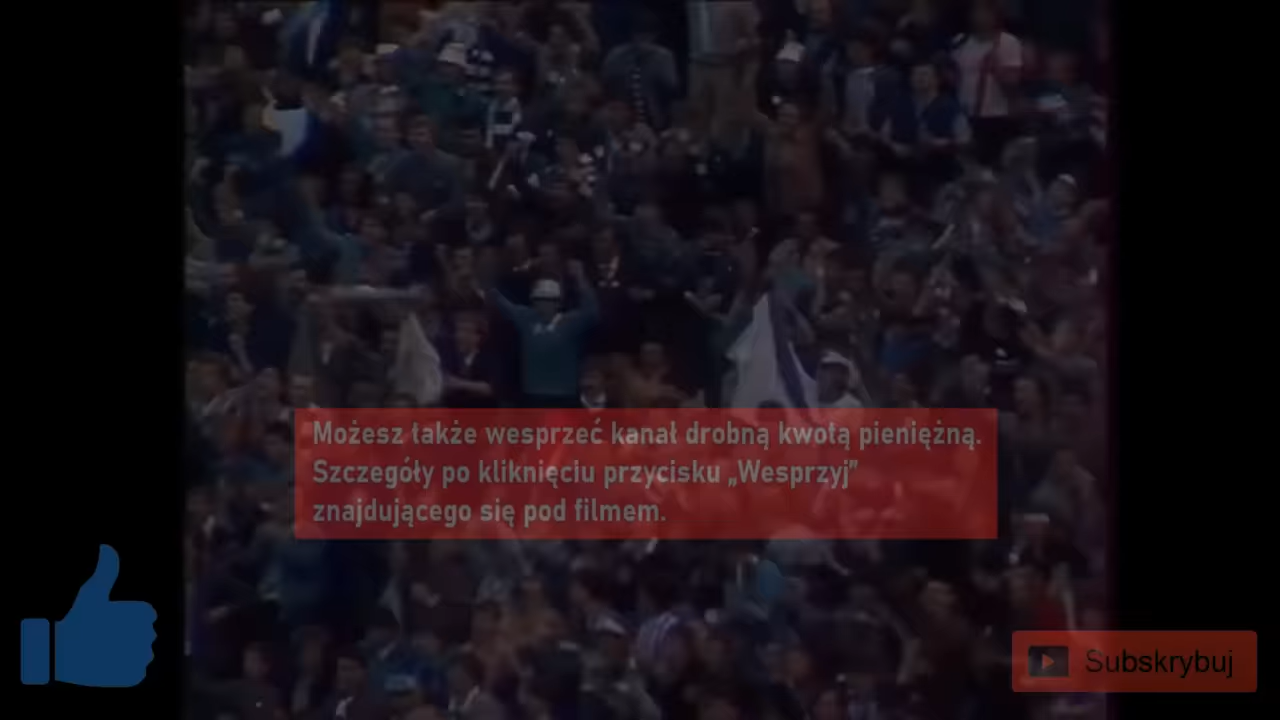 Możesz także wesprzeć kanał drobną kwotą pieniężną.
Szczegóły po kliknięciu przycisku „Wesprzyj”
znajdującego się pod filmem.
Subskrybuj